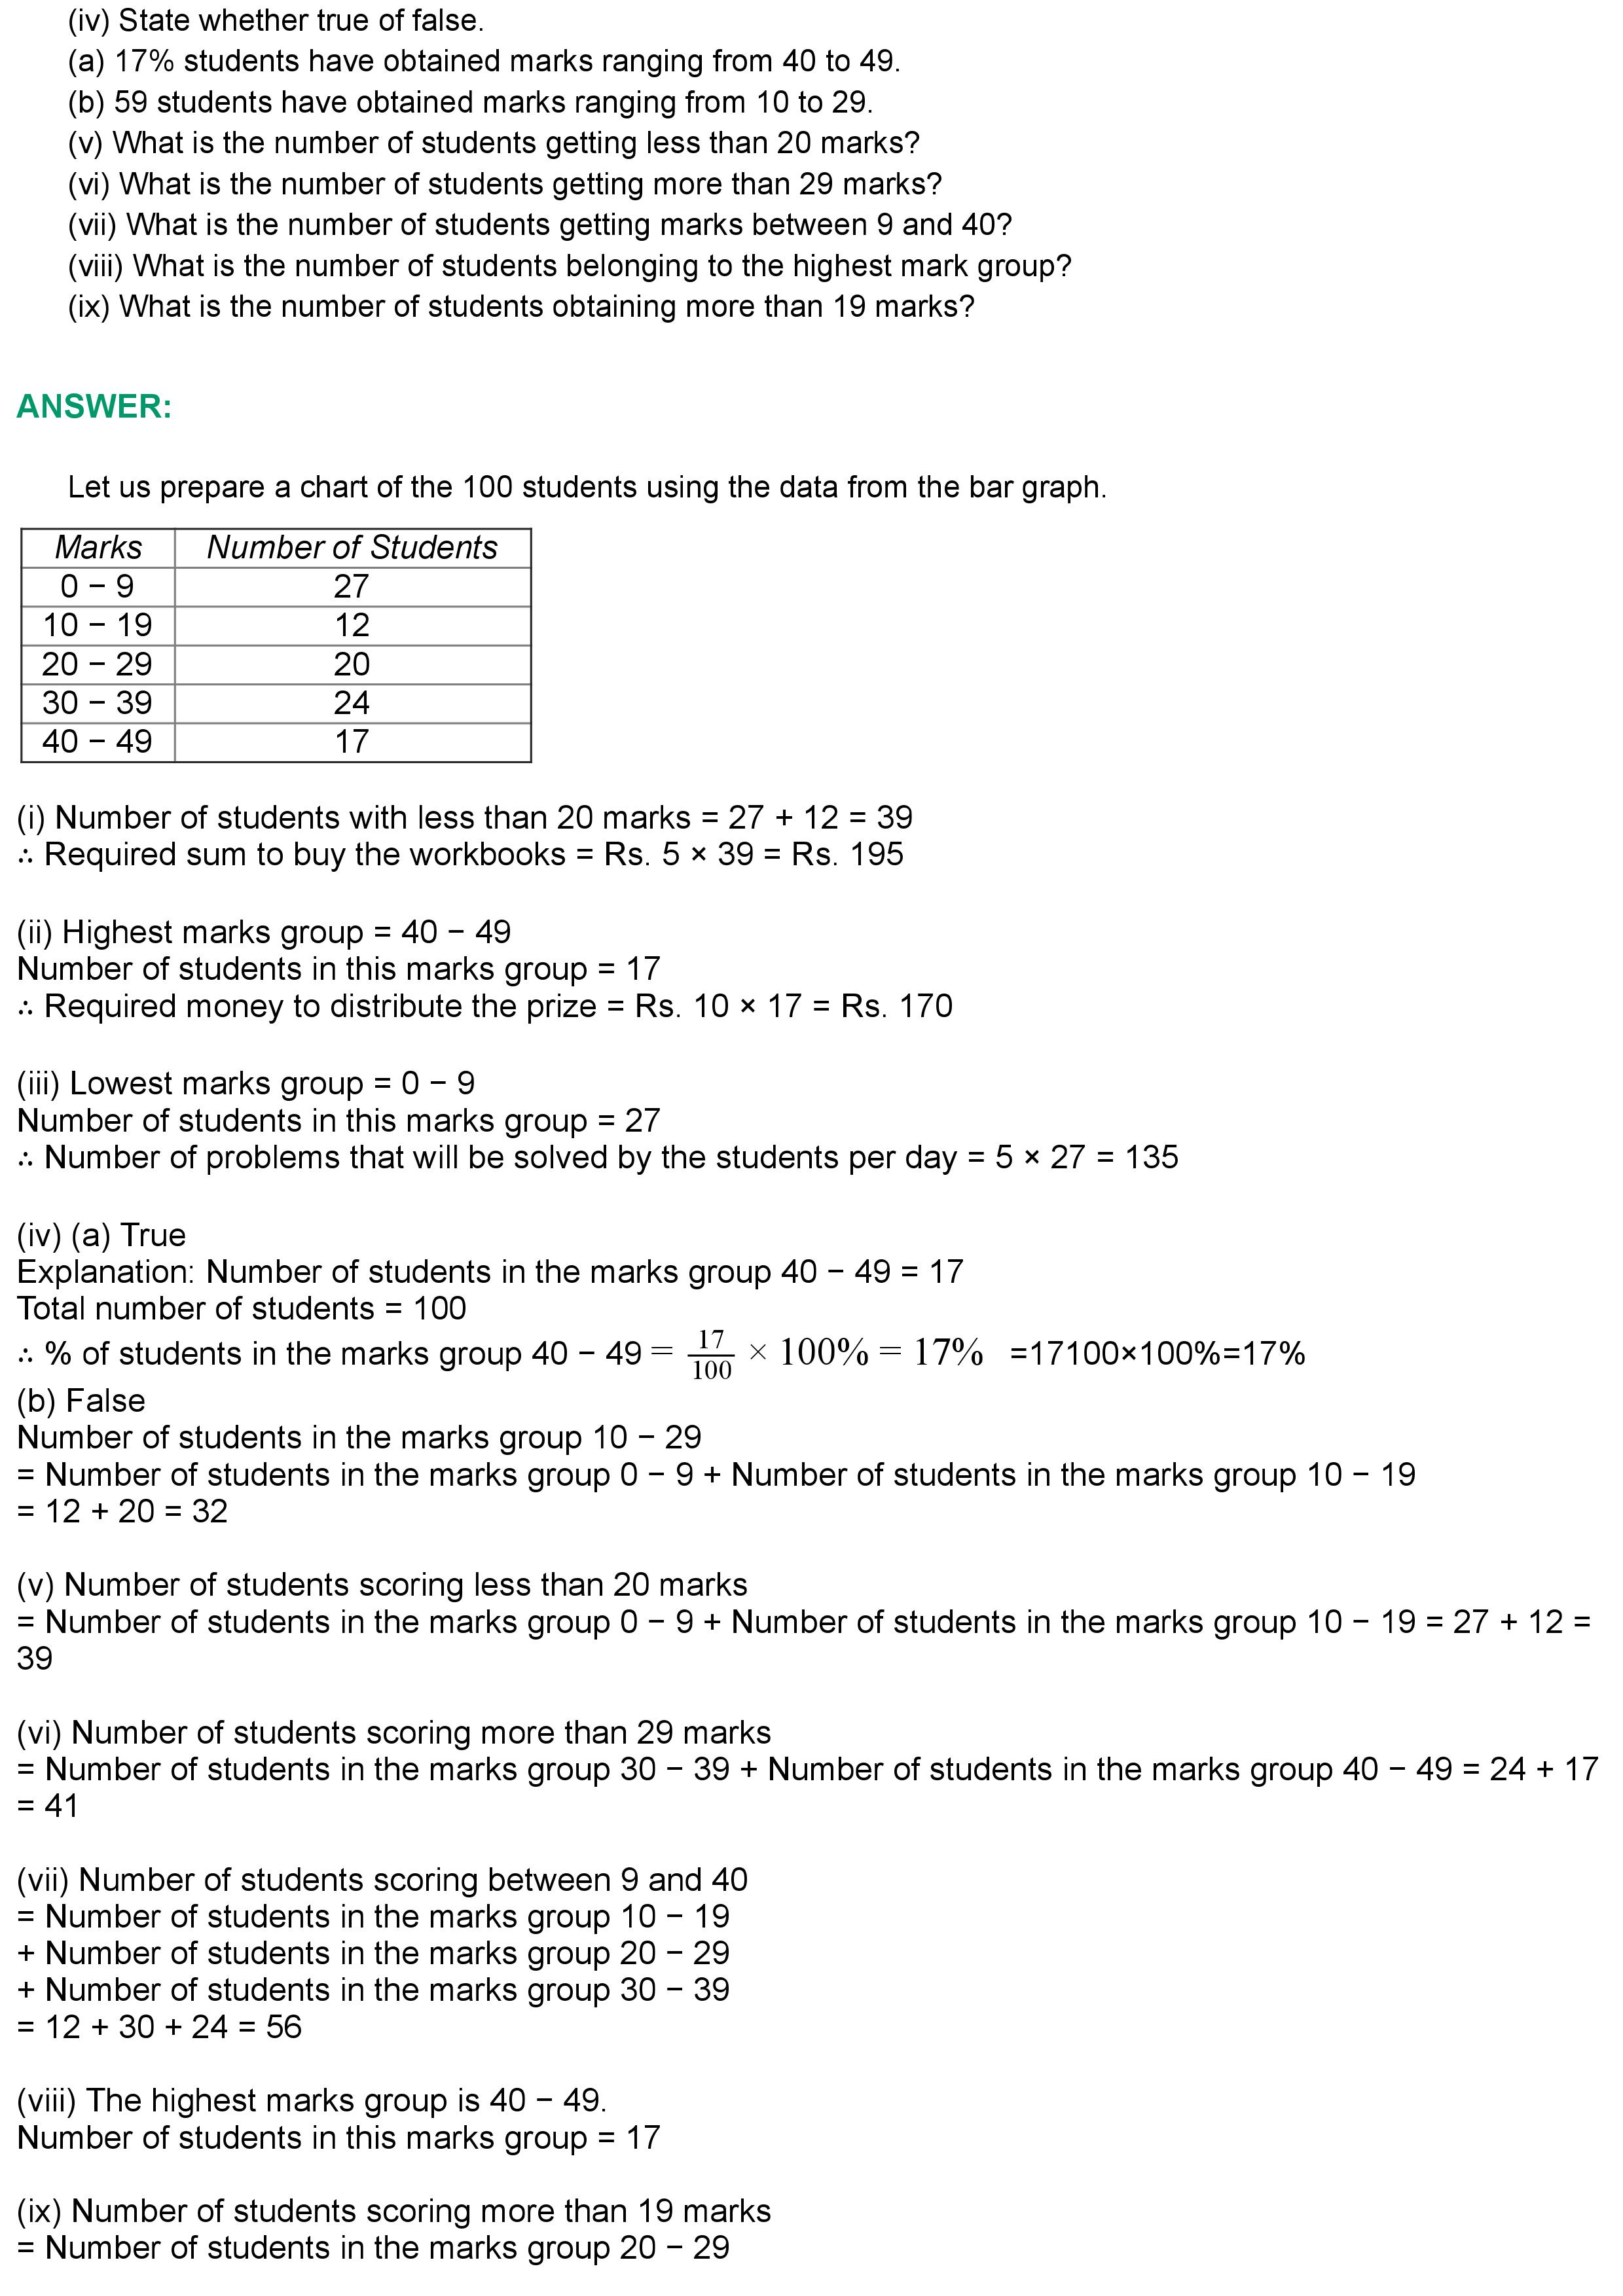 (iv) State whether true of false.
(a) 17% students have obtained marks ranging from 40 to 49.
(b) 59 students have obtained marks ranging from 10 to 29.
(v) What is the number of students getting less than 20 marks?
(vi) What is the number of students getting more than 29 marks?
(vii) What is the number of students getting marks between 9 and 40?
(viii) What is the number of students belonging to the highest mark group?
(ix) What is the number of students obtaining more than 19 marks?
ANSWER:
Let us prepare a chart of the 100 students using the data from the bar graph.
Marks Number of Students
0 − 9 27
10 − 19 12
20 − 29 20
30 − 39 24
40 − 49 17
(i) Number of students with less than 20 marks = 27 + 12 = 39
∴ Required sum to buy the workbooks = Rs. 5 × 39 = Rs. 195
(ii) Highest marks group = 40 − 49
Number of students in this marks group = 17
∴ Required money to distribute the prize = Rs. 10 × 17 = Rs. 170
(iii) Lowest marks group = 0 − 9
Number of students in this marks group = 27
∴ Number of problems that will be solved by the students per day = 5 × 27 = 135
(iv) (a) True
Explanation: Number of students in the marks group 40 − 49 = 17
Total number of students = 100
∴ % of students in the marks group 40 − 49 = 17/100 × 100% = 17% =17100×100%=17%
(b) False
Number of students in the marks group 10 − 29
= Number of students in the marks group 0 − 9 + Number of students in the marks group 10 − 19
= 12 + 20 = 32
(v) Number of students scoring less than 20 marks
= Number of students in the marks group 0 − 9 + Number of students in the marks group 10 − 19 = 27 + 12 =
39
(vi) Number of students scoring more than 29 marks
= Number of students in the marks group 30 − 39 + Number of students in the marks group 40 − 49 = 24 + 17
= 41
(vii) Number of students scoring between 9 and 40
= Number of students in the marks group 10 − 19
+ Number of students in the marks group 20 − 29
+ Number of students in the marks group 30 − 39
= 12 + 30 + 24 = 56
(viii) The highest marks group is 40 − 49.
Number of students in this marks group = 17
(ix) Number of students scoring more than 19 marks
= Number of students in the marks group 20 − 29